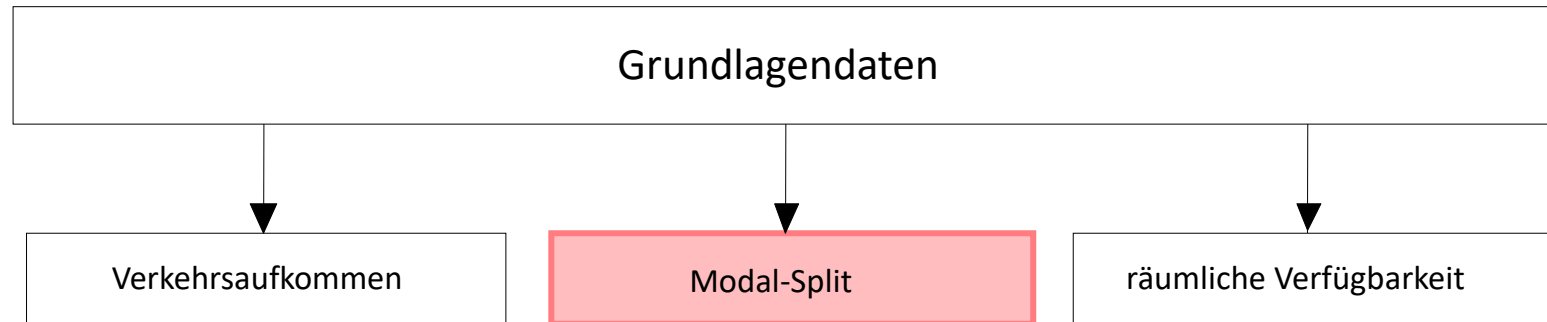 Grundlagendaten
Verkehrsaufkommen
Modal-Split
räumliche Verfügbarkeit